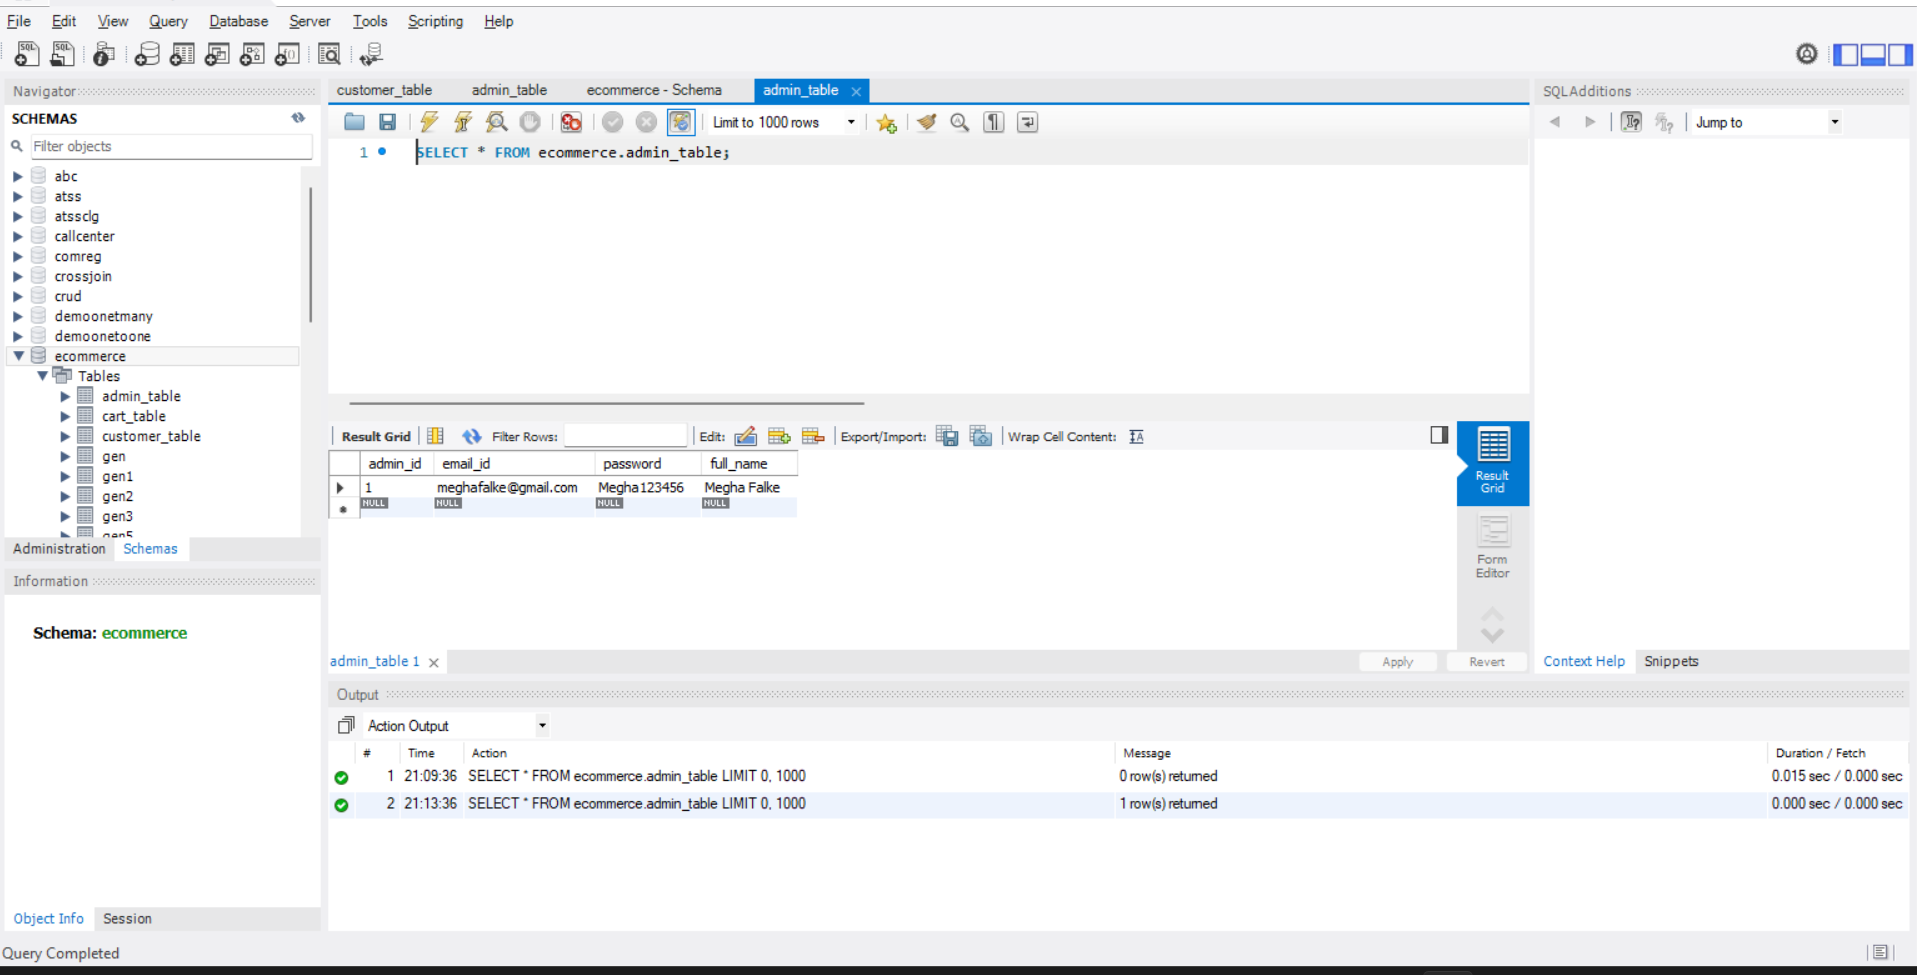 File Edit View Query Database Server Tools Scripting Help
Navigator
SCHEMAS
Filter objects
abc
atss
atssclg
callcenter
comreg
crossjoin
crud
demoonetmany
demoonetoone
ecommerce
Tables
admin_table
cart_table
customer_table
gen
gen1
gen2
gen3
gen5
Administration Schemas
Information
Schema: ecommerce
Object Info Session
customer_table admin_table ecommerce - Schema admin_table
Limit to 1000 rows
1 SELECT * FROM ecommerce.admin_table;
Result Grid Filter Rows: Edit: Export/Import: Wrap Cell Content:
admin_id email_id password full_name
1 meghafalke@gmail.com Megha123456 Megha Falke
NULL NULL NULL NULL
Result
Grid
Form
Editor
admin_table 1 Apply Revert
SQLAdditions
Jump to
Context Help Snippets
Output
Action Output
# Time Action Message Duration / Fetch
1 21:09:36 SELECT * FROM ecommerce.admin_table LIMIT 0, 1000 0 row(s) returned 0.015 sec / 0.000 sec
2 21:13:36 SELECT * FROM ecommerce.admin_table LIMIT 0, 1000 1 row(s) returned 0.000 sec / 0.000 sec
Query Completed